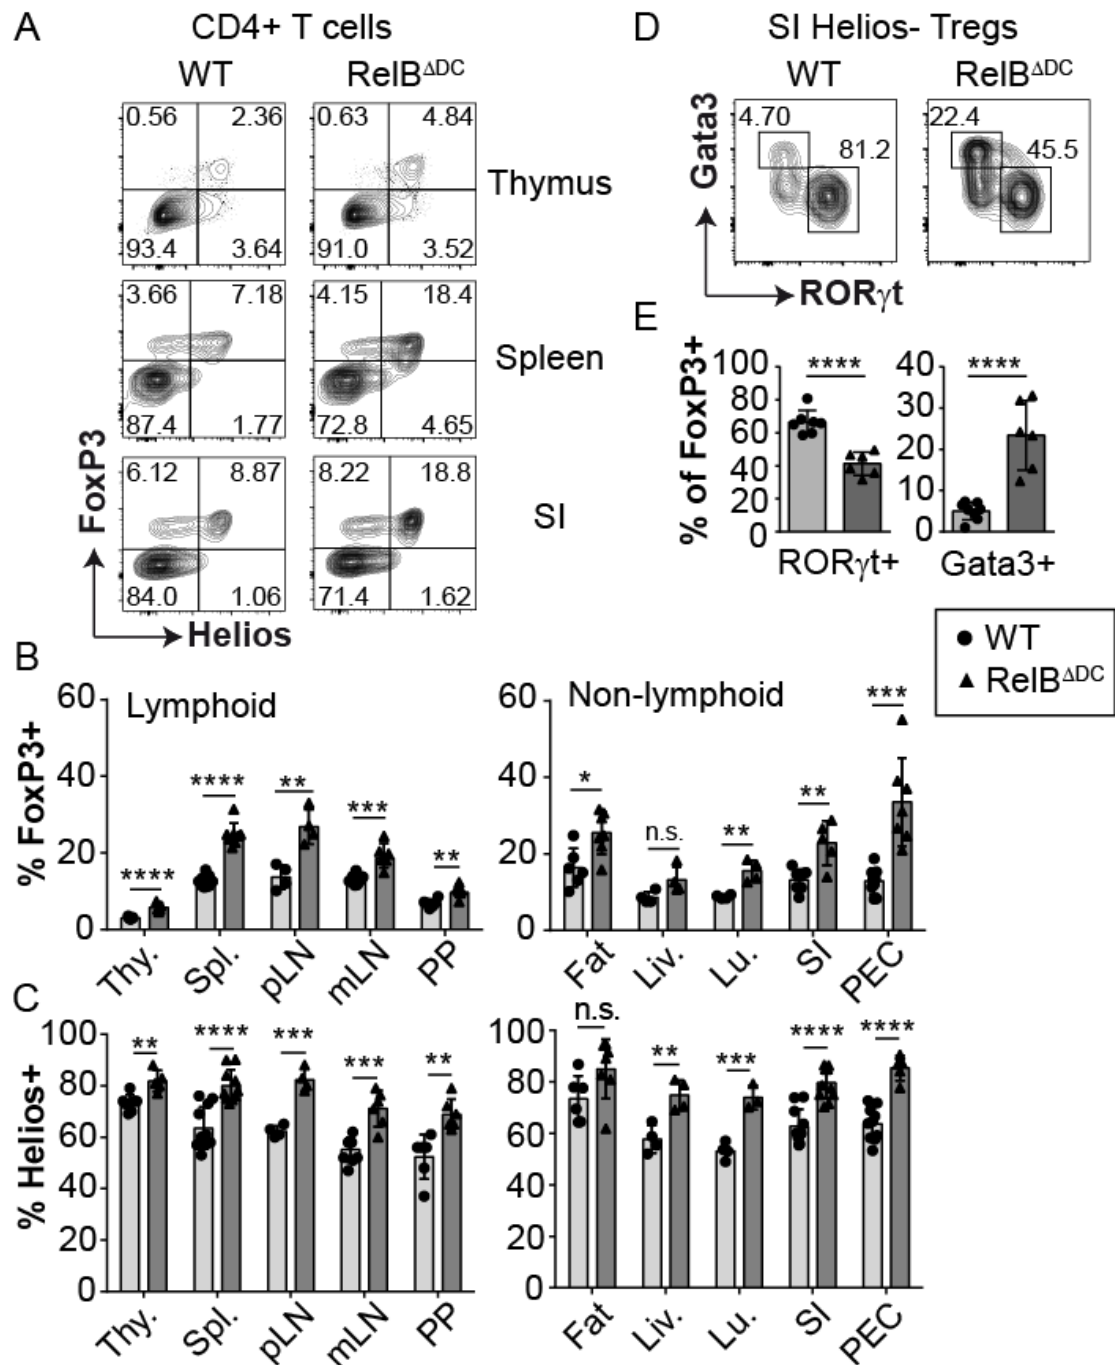 A
CD4+ T cells
WT
RelB^ΔDC
0.56 2.36
93.4 3.64
0.63 4.84
91.0 3.52
Thymus
3.66 7.18
87.4 1.77
4.15 18.4
72.8 4.65
Spleen
6.12 8.87
84.0 1.06
8.22 18.8
71.4 1.62
SI
FoxP3
Helios
D
SI Helios- Tregs
WT
RelB^ΔDC
4.70
81.2
22.4
45.5
Gata3
RORγt
E
% of FoxP3+
100
80
60
40
20
0
****
RORγt+
40
30
20
10
0
****
Gata3+
WT
RelB^ΔDC
B
% FoxP3+
60
40
20
0
Lymphoid
**** **** ** *** **
Thy. Spl. pLN mLN PP
60
40
20
0
Non-lymphoid
* n.s. ** ** ***
Fat Liv. Lu. SI PEC
C
% Helios+
100
80
60
40
20
0
** **** *** *** **
Thy. Spl. pLN mLN PP
100
80
60
40
20
0
n.s. ** *** **** ****
Fat Liv. Lu. SI PEC